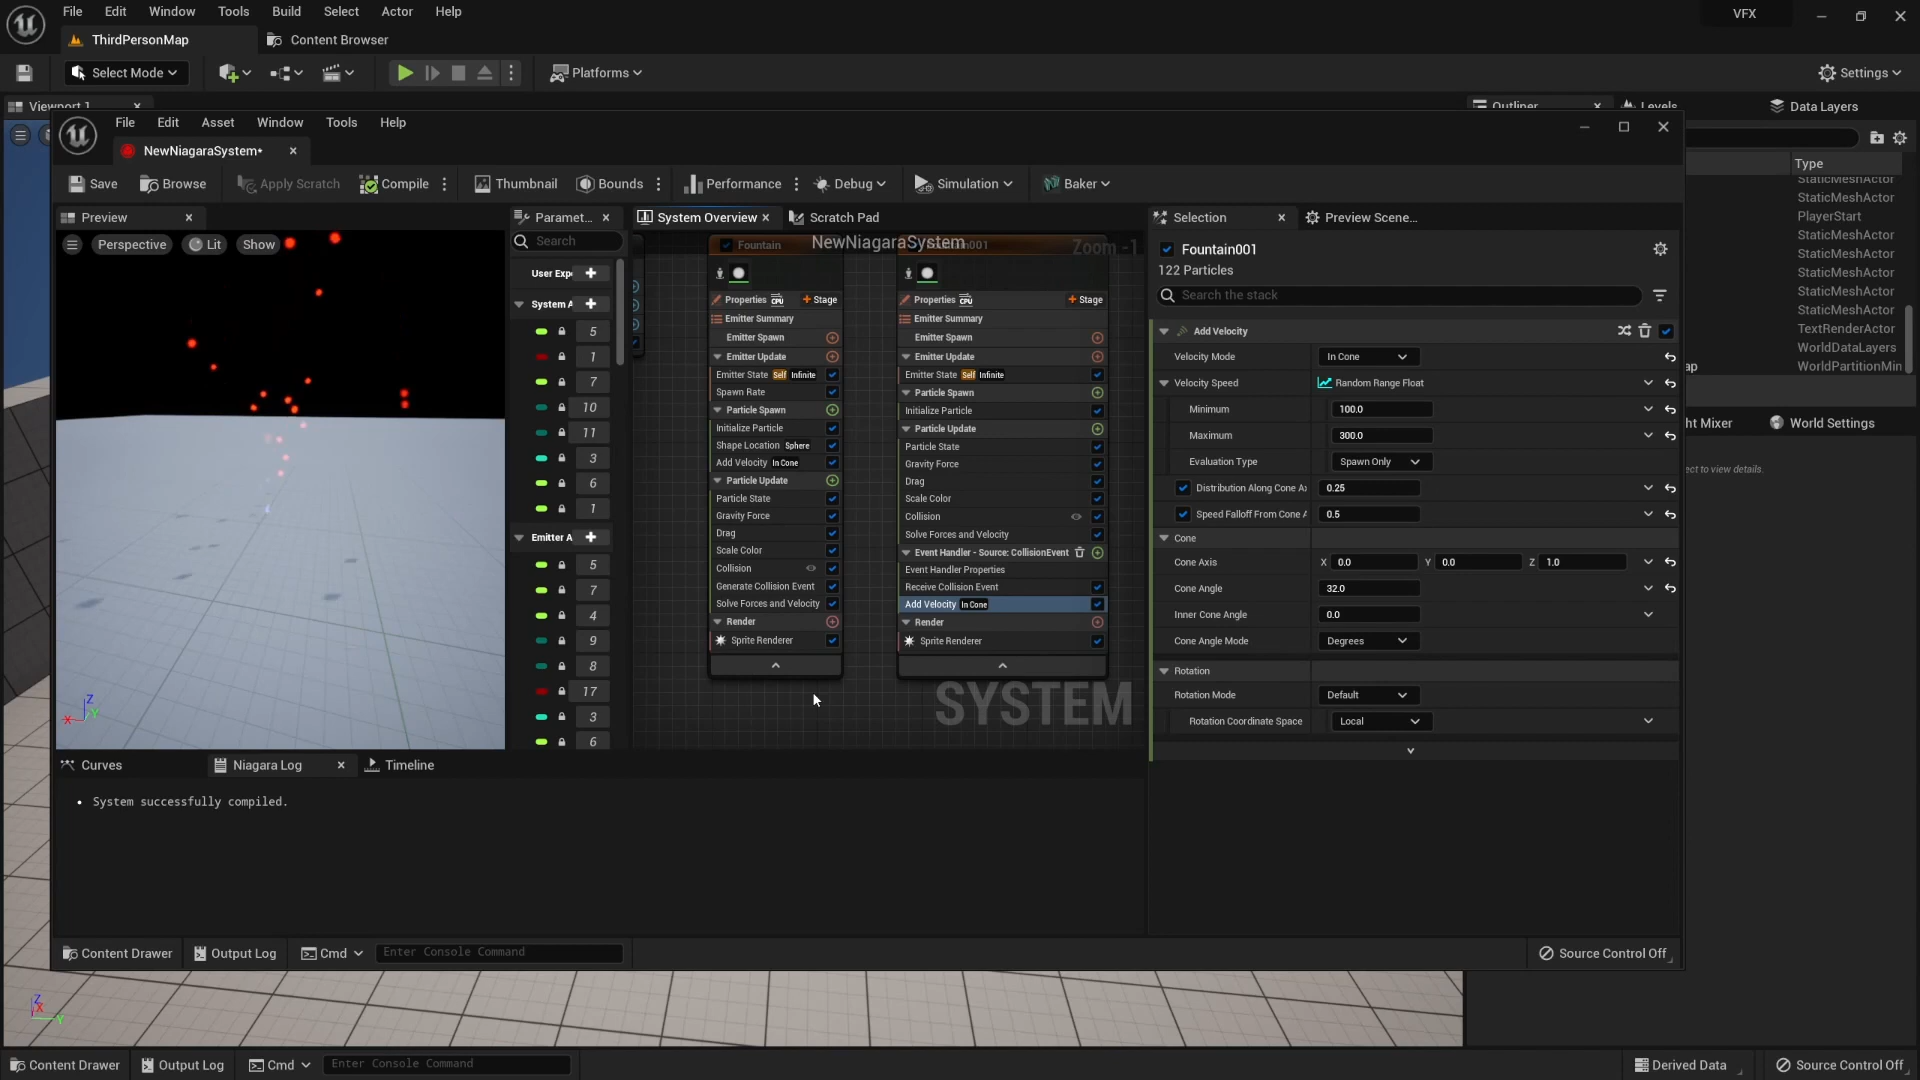 File Edit Window Tools Build Select Actor Help
VFX
ThirdPersonMap
Content Browser
Select Mode
Platforms
Settings
Viewport 1
Outliner
Levels
Data Layers
File Edit Asset Window Tools Help
NewNiagaraSystem*
Type
StaticMeshActor
StaticMeshActor
PlayerStart
StaticMeshActor
StaticMeshActor
StaticMeshActor
StaticMeshActor
StaticMeshActor
TextRenderActor
WorldDataLayers
WorldPartitionMin
ap
ht Mixer
World Settings
ect to view details.
Save Browse Apply Scratch Compile Thumbnail Bounds Performance Debug Simulation Baker
Preview
Perspective Lit Show
Paramet...
Search
User Exp
System A
5
1
7
10
11
3
6
1
Emitter A
5
7
4
9
8
17
3
6
System Overview
Scratch Pad
NewNiagaraSystem
Zoom -1
Fountain
Properties CPU Stage
Emitter Summary
Emitter Spawn
Emitter Update
Emitter State Self Infinite
Spawn Rate
Particle Spawn
Initialize Particle
Shape Location Sphere
Add Velocity In Cone
Particle Update
Particle State
Gravity Force
Drag
Scale Color
Collision
Generate Collision Event
Solve Forces and Velocity
Render
Sprite Renderer
Properties CPU Stage
Emitter Summary
Emitter Spawn
Emitter Update
Emitter State Self Infinite
Particle Spawn
Initialize Particle
Particle Update
Particle State
Gravity Force
Drag
Scale Color
Collision
Solve Forces and Velocity
Event Handler - Source: CollisionEvent
Event Handler Properties
Receive Collision Event
Add Velocity In Cone
Render
Sprite Renderer
SYSTEM
Selection
Preview Scene...
Fountain001
122 Particles
Search the stack
Add Velocity
Velocity Mode In Cone
Velocity Speed Random Range Float
Minimum 100.0
Maximum 300.0
Evaluation Type Spawn Only
Distribution Along Cone Ax 0.25
Speed Falloff From Cone A 0.5
Cone
Cone Axis X 0.0 Y 0.0 Z 1.0
Cone Angle 32.0
Inner Cone Angle 0.0
Cone Angle Mode Degrees
Rotation
Rotation Mode Default
Rotation Coordinate Space Local
Z
X Y
Curves
Niagara Log
Timeline
• System successfully compiled.
Content Drawer Output Log Cmd Enter Console Command
Source Control Off
Z
X
Y
Content Drawer Output Log Cmd Enter Console Command
Derived Data Source Control Off